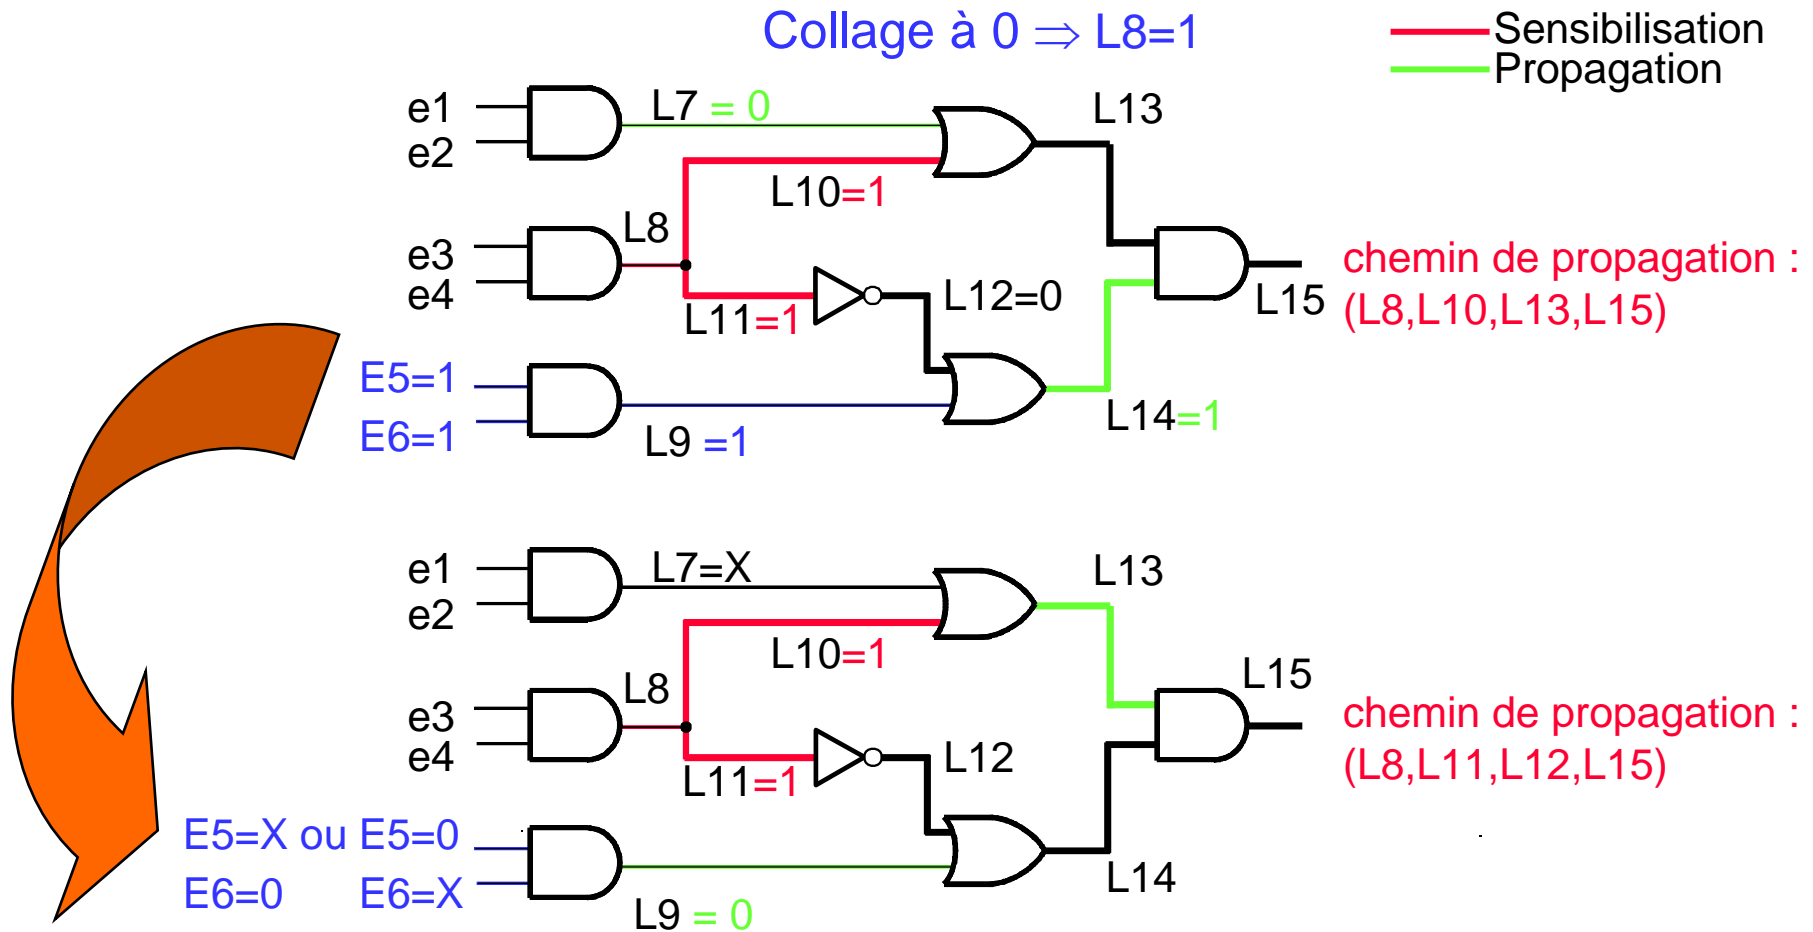 Collage à 0 ⇒ L8=1
Sensibilisation
Propagation
e1
e2
L7 = 0
L13
L10=1
e3
e4
L8
L11=1
L12=0
L15
chemin de propagation :
(L8,L10,L13,L15)
E5=1
E6=1
L9 =1
L14=1
e1
e2
L7=X
L13
L10=1
e3
e4
L8
L11=1
L12
L15
chemin de propagation :
(L8,L11,L12,L15)
E5=X ou E5=0
E6=0 E6=X
L9 = 0
L14